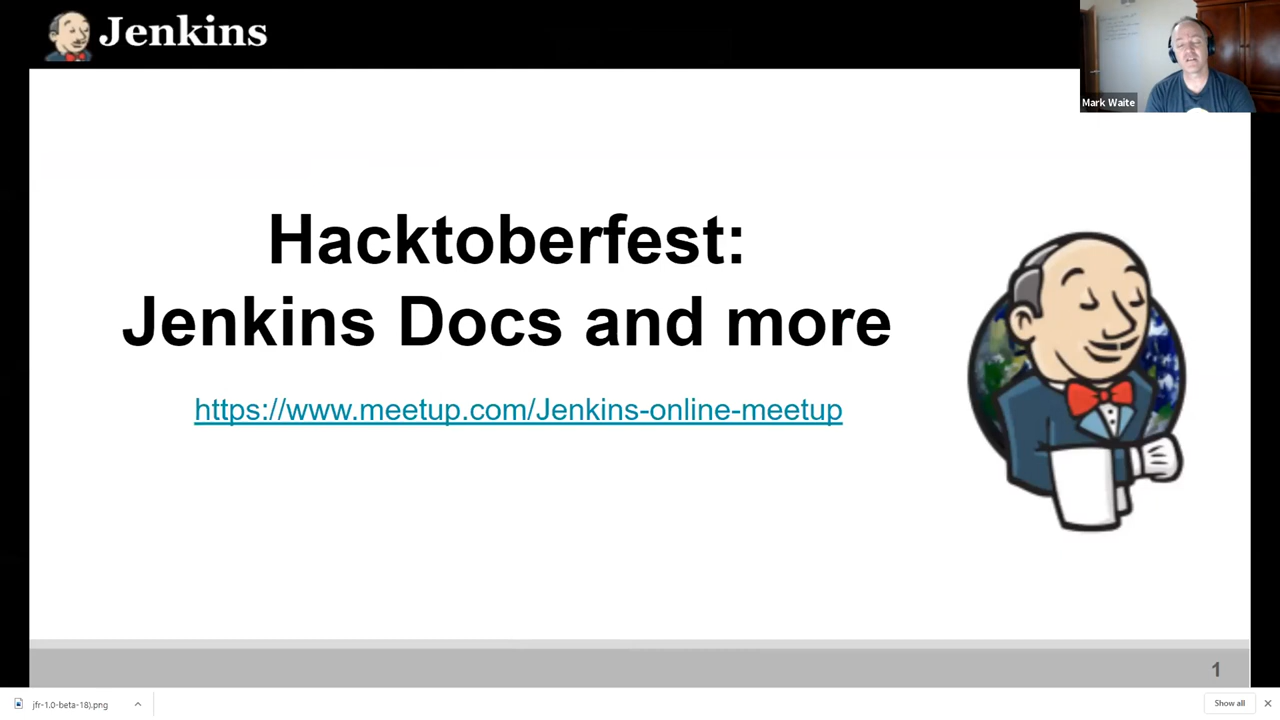 Jenkins
Mark Waite
Hacktoberfest:
Jenkins Docs and more
https://www.meetup.com/Jenkins-online-meetup
1
jfr-1.0-beta-18).png
Show all